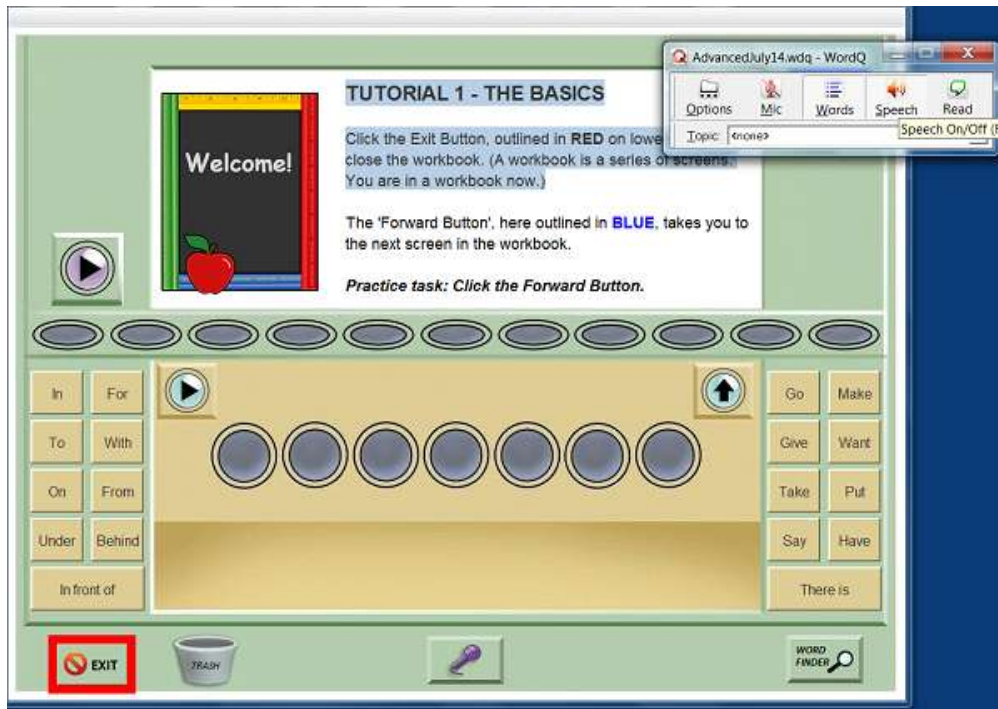 AdvancedJuly14.wdq - WordQ
Options Mic Words Speech Read
Topic: <none>
Speech On/Off
Welcome!
TUTORIAL 1 - THE BASICS
Click the Exit Button, outlined in RED on
close the workbook. (A workbook is a series of screens.
You are in a workbook now.)
The 'Forward Button', here outlined in BLUE, takes you to
the next screen in the workbook.
Practice task: Click the Forward Button.
In For
To With
On From
Under Behind
In front of
Go Make
Give Want
Take Put
Say Have
There is
EXIT
TRASH
WORD
FINDER